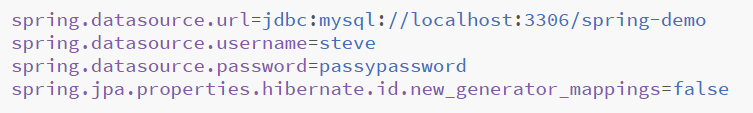 spring.datasource.url=jdbc:mysql://localhost:3306/spring-demo
spring.datasource.username=steve
spring.datasource.password=passypassword
spring.jpa.properties.hibernate.id.new_generator_mappings=false